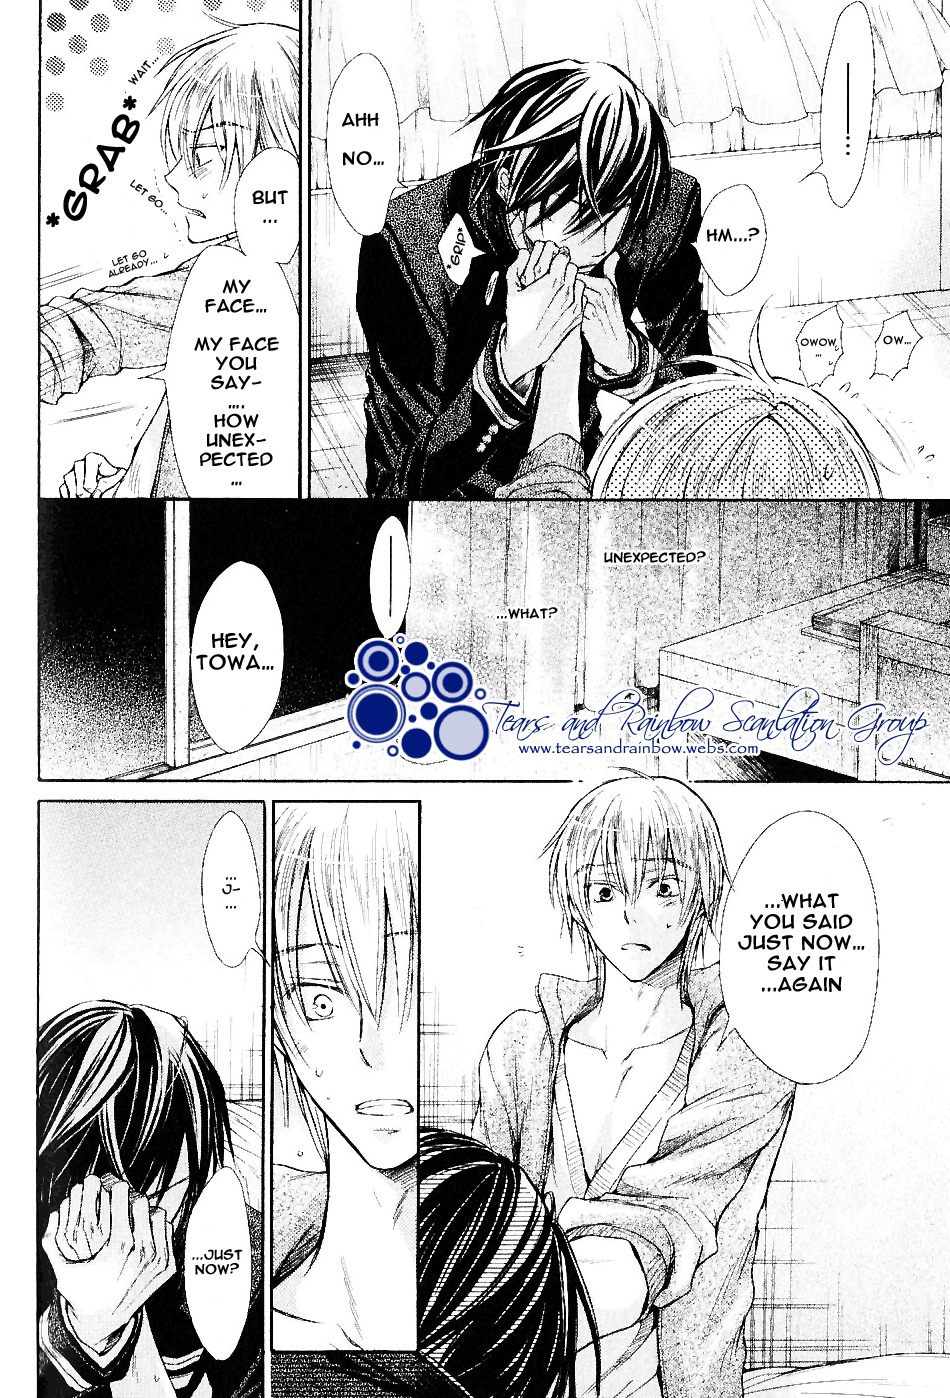 ......
AHH
NO...
HM...?
*GRIP*
OW...
OWOW
...
WAIT...
*GRAB*
LET GO...
LET GO
ALREADY...
BUT
...
MY
FACE...
MY FACE
YOU
SAY-
....
HOW
UNEX-
PECTED
...
UNEXPECTED?
...WHAT?
HEY,
TOWA...
Tears and Rainbow Scanlation Group
www.tearsandrainbow.webs.com
...WHAT
YOU SAID
JUST NOW...
SAY IT
...AGAIN
...
J-
...
...JUST
NOW?